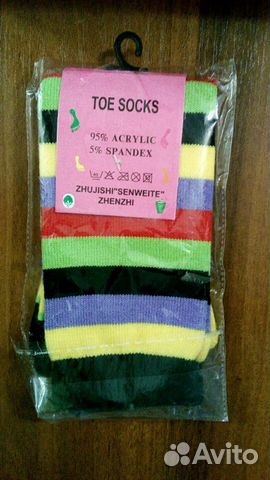 TOE SOCKS
95% ACRYLIC
5% SPANDEX
ZHUJISHI"SENWEITE"
ZHENZHI
Avito